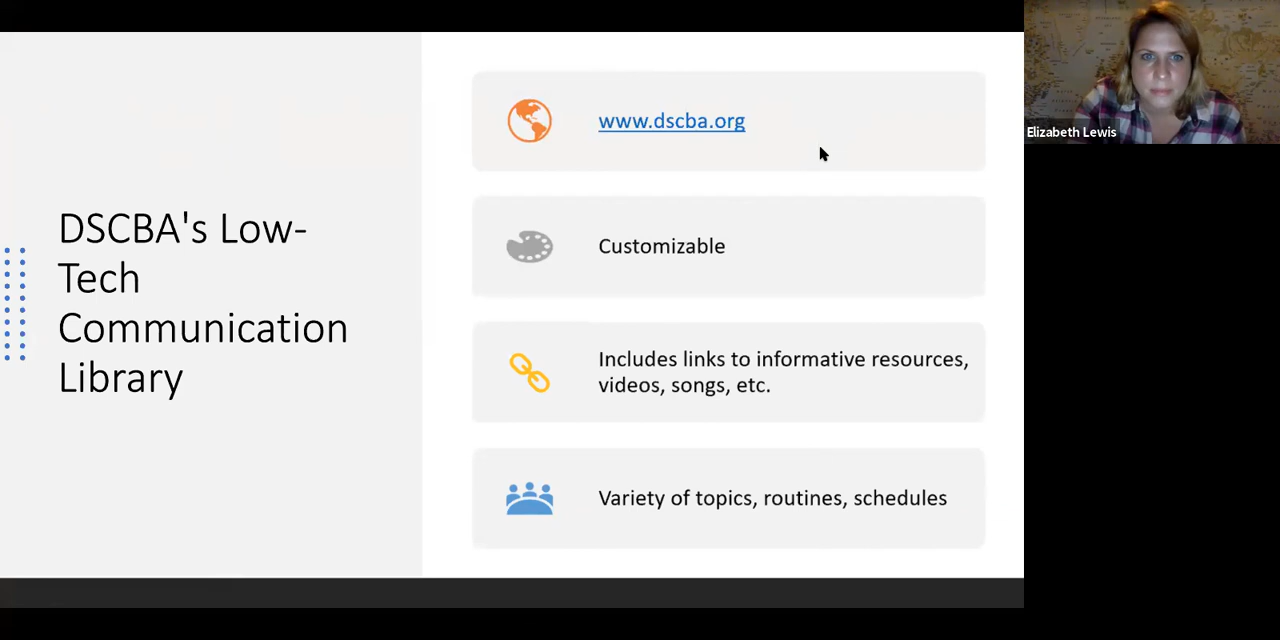 DSCBA's Low-
Tech
Communication
Library
www.dscba.org
Customizable
Includes links to informative resources,
videos, songs, etc.
Variety of topics, routines, schedules
Elizabeth Lewis